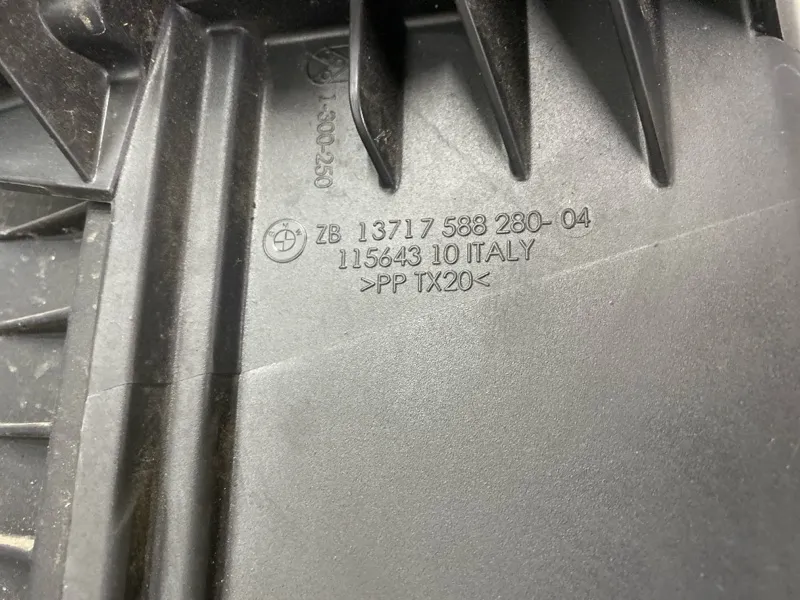 1-300-250
ZB 13717 588 280-04
115643 10 ITALY
>PP TX20<